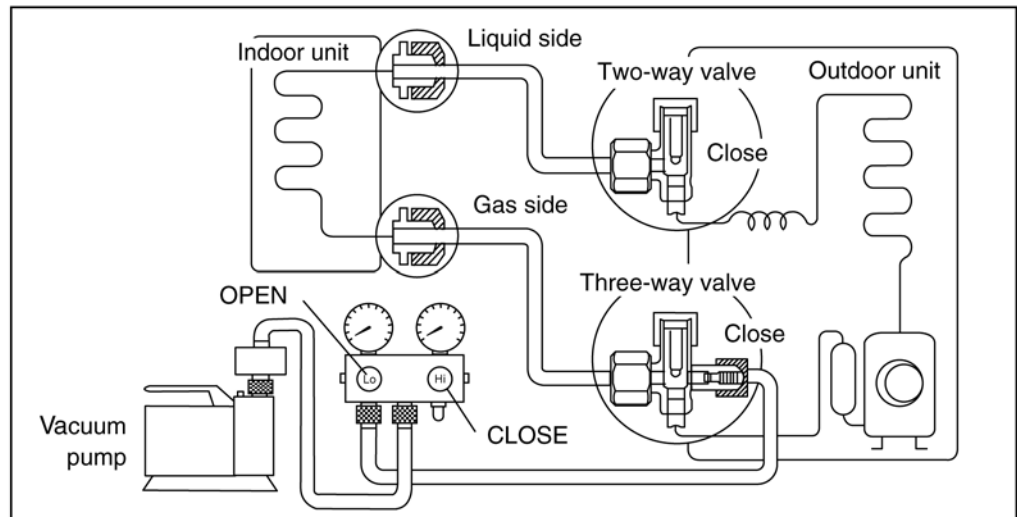 Indoor unit
Liquid side
Two-way valve
Outdoor unit
Close
Gas side
Three-way valve
OPEN
Close
Lo
Hi
CLOSE
Vacuum
pump